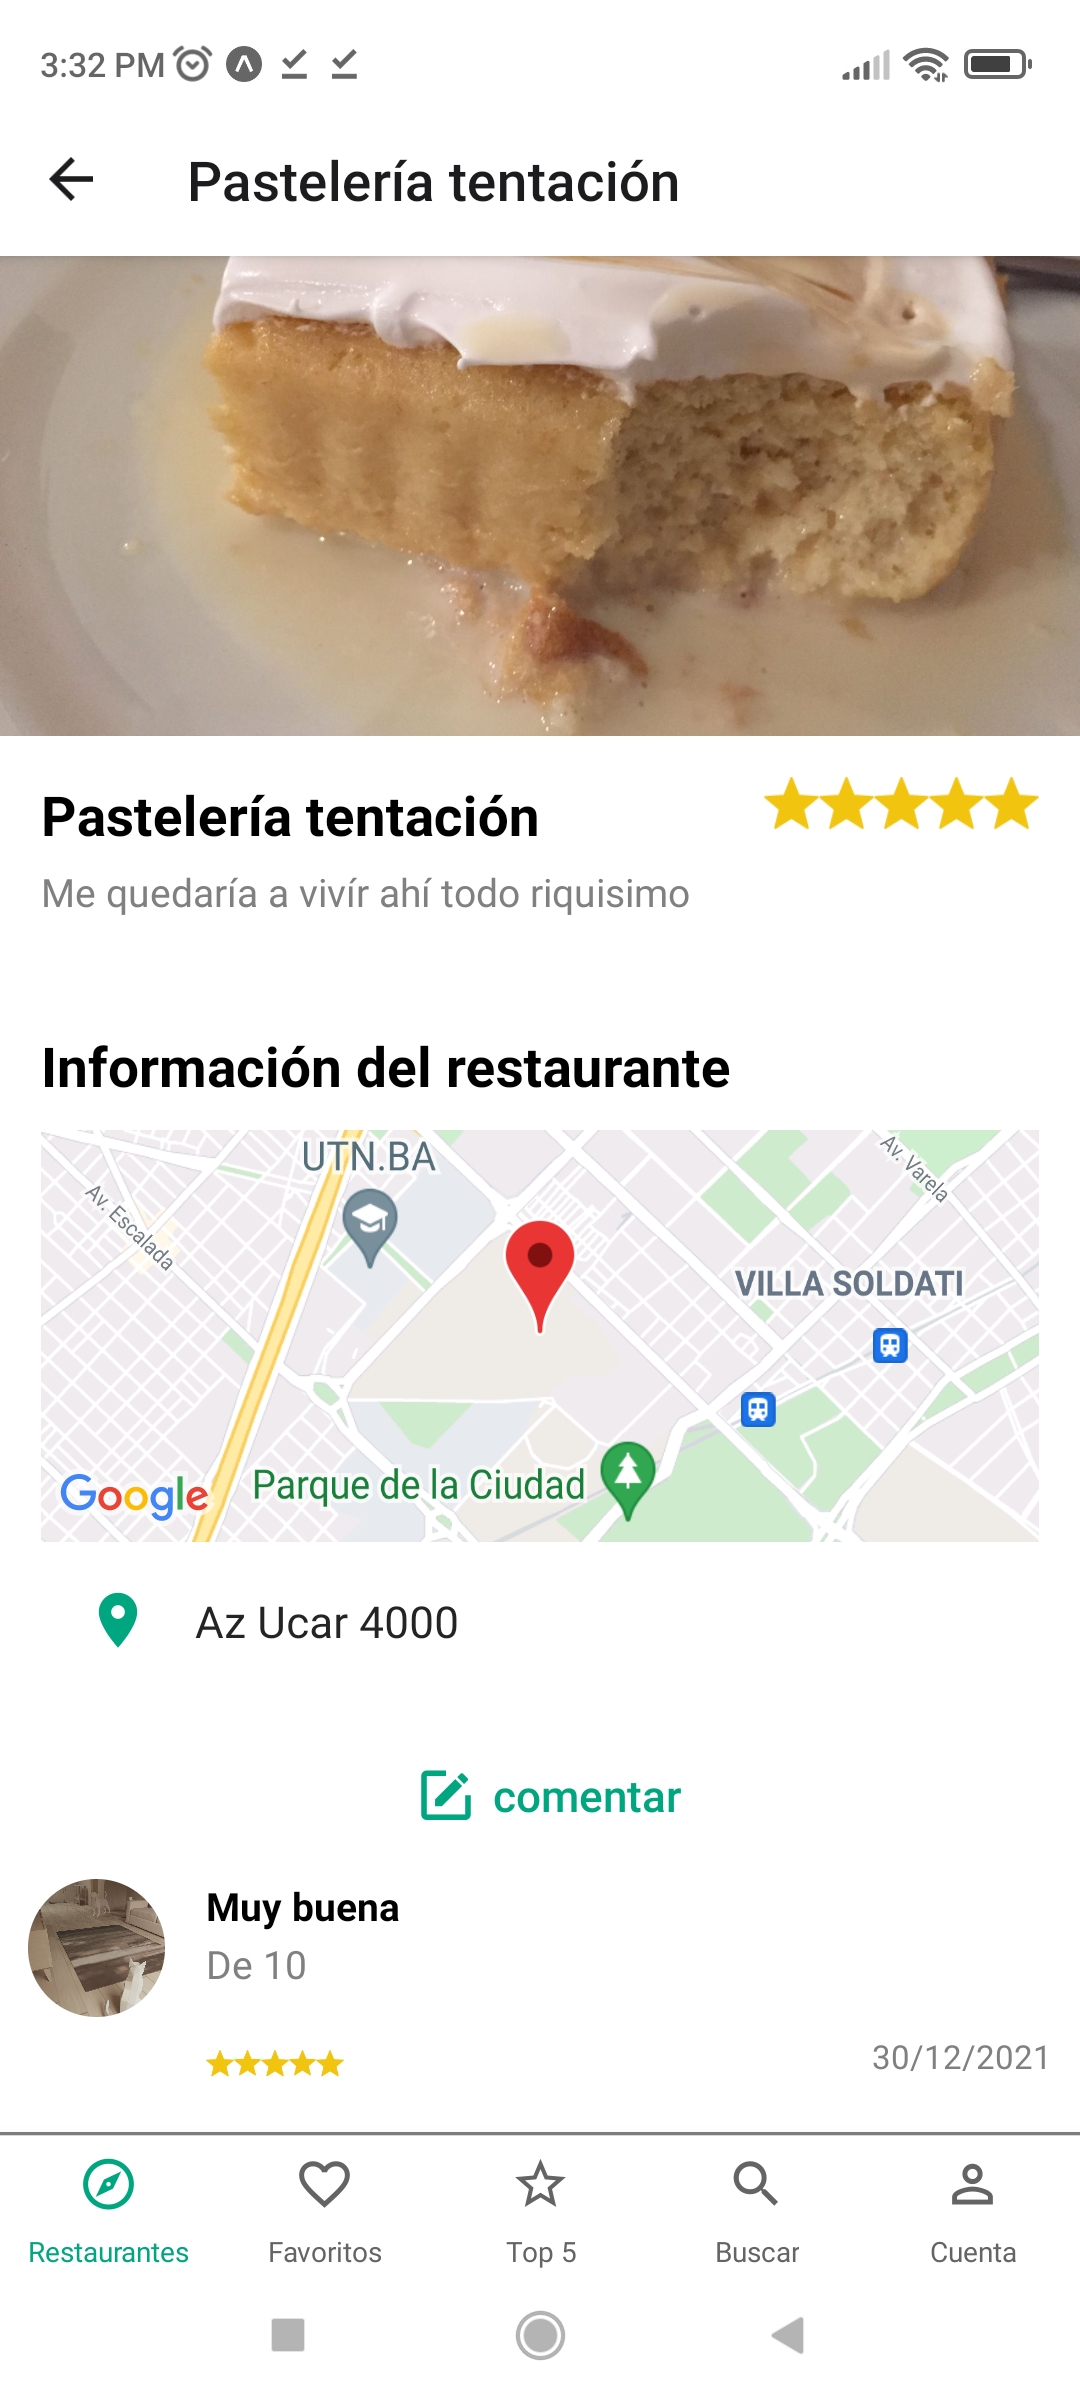 3:32 PM
Pastelería tentación
Pastelería tentación
Me quedaría a vivír ahí todo riquisimo
Información del restaurante
UTN.BA
Av. Varela
Av. Escalada
VILLA SOLDATI
Parque de la Ciudad
Google
Az Ucar 4000
comentar
Muy buena
De 10
30/12/2021
Restaurantes
Favoritos
Top 5
Buscar
Cuenta